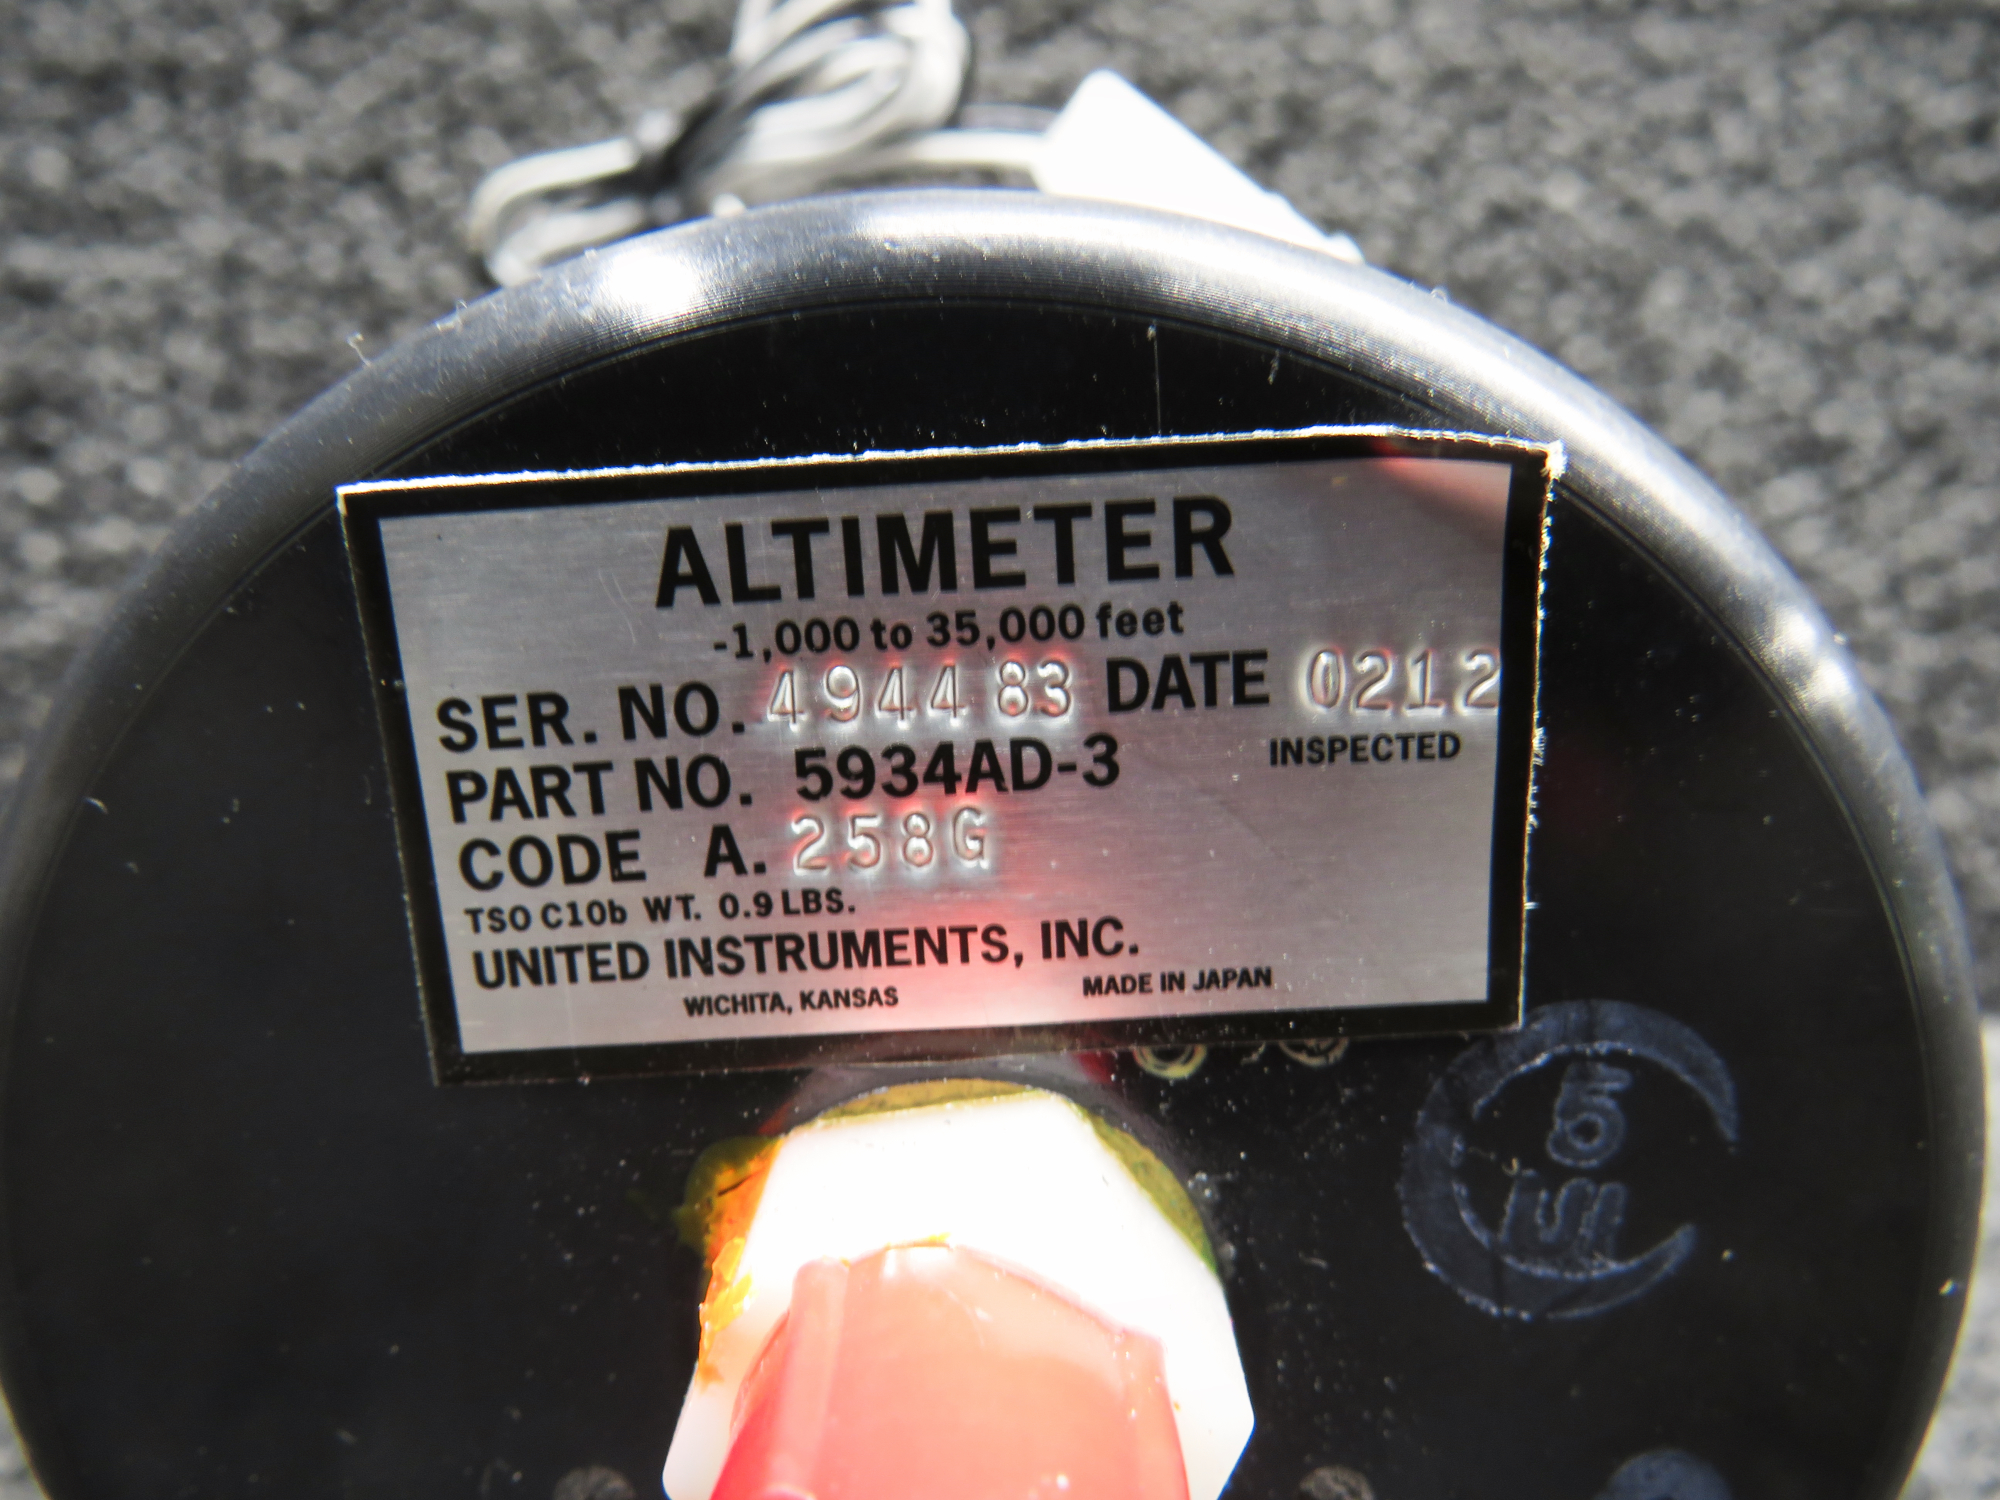 ALTIMETER
-1,000 to 35,000 feet
SER. NO. 494483 DATE 0212
PART NO. 5934AD-3 INSPECTED
CODE A. 258G
TSO C10b WT. 0.9 LBS.
UNITED INSTRUMENTS, INC.
WICHITA, KANSAS MADE IN JAPAN
5